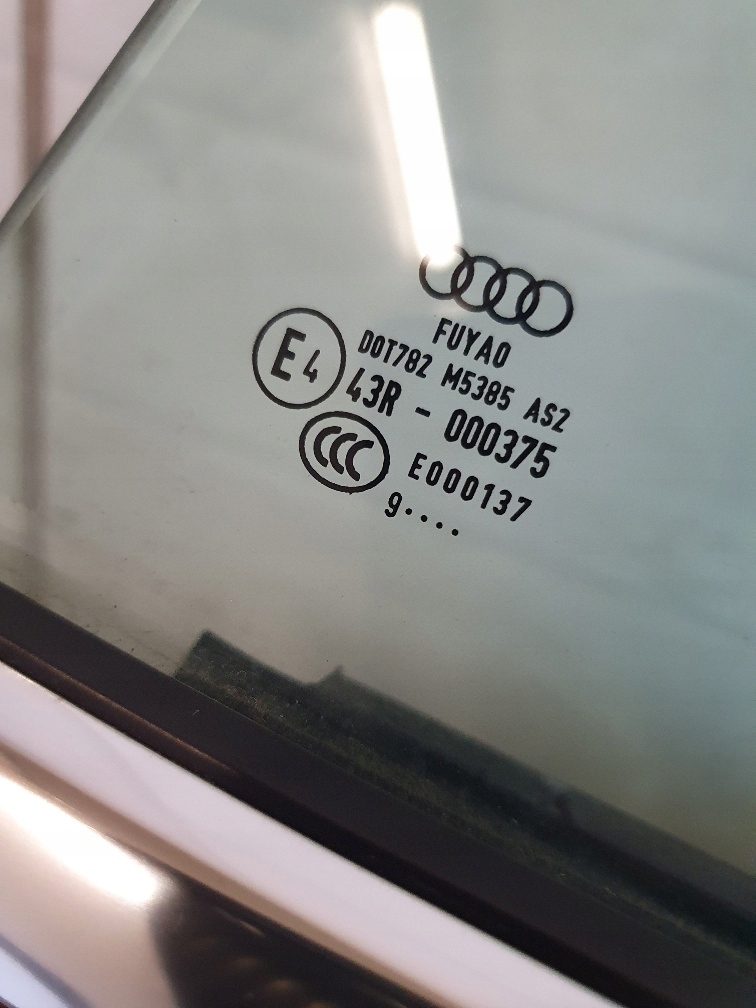 FUYAO
E4
DOT782 M5385 AS2
43R - 000375
CCC
E000137
9····